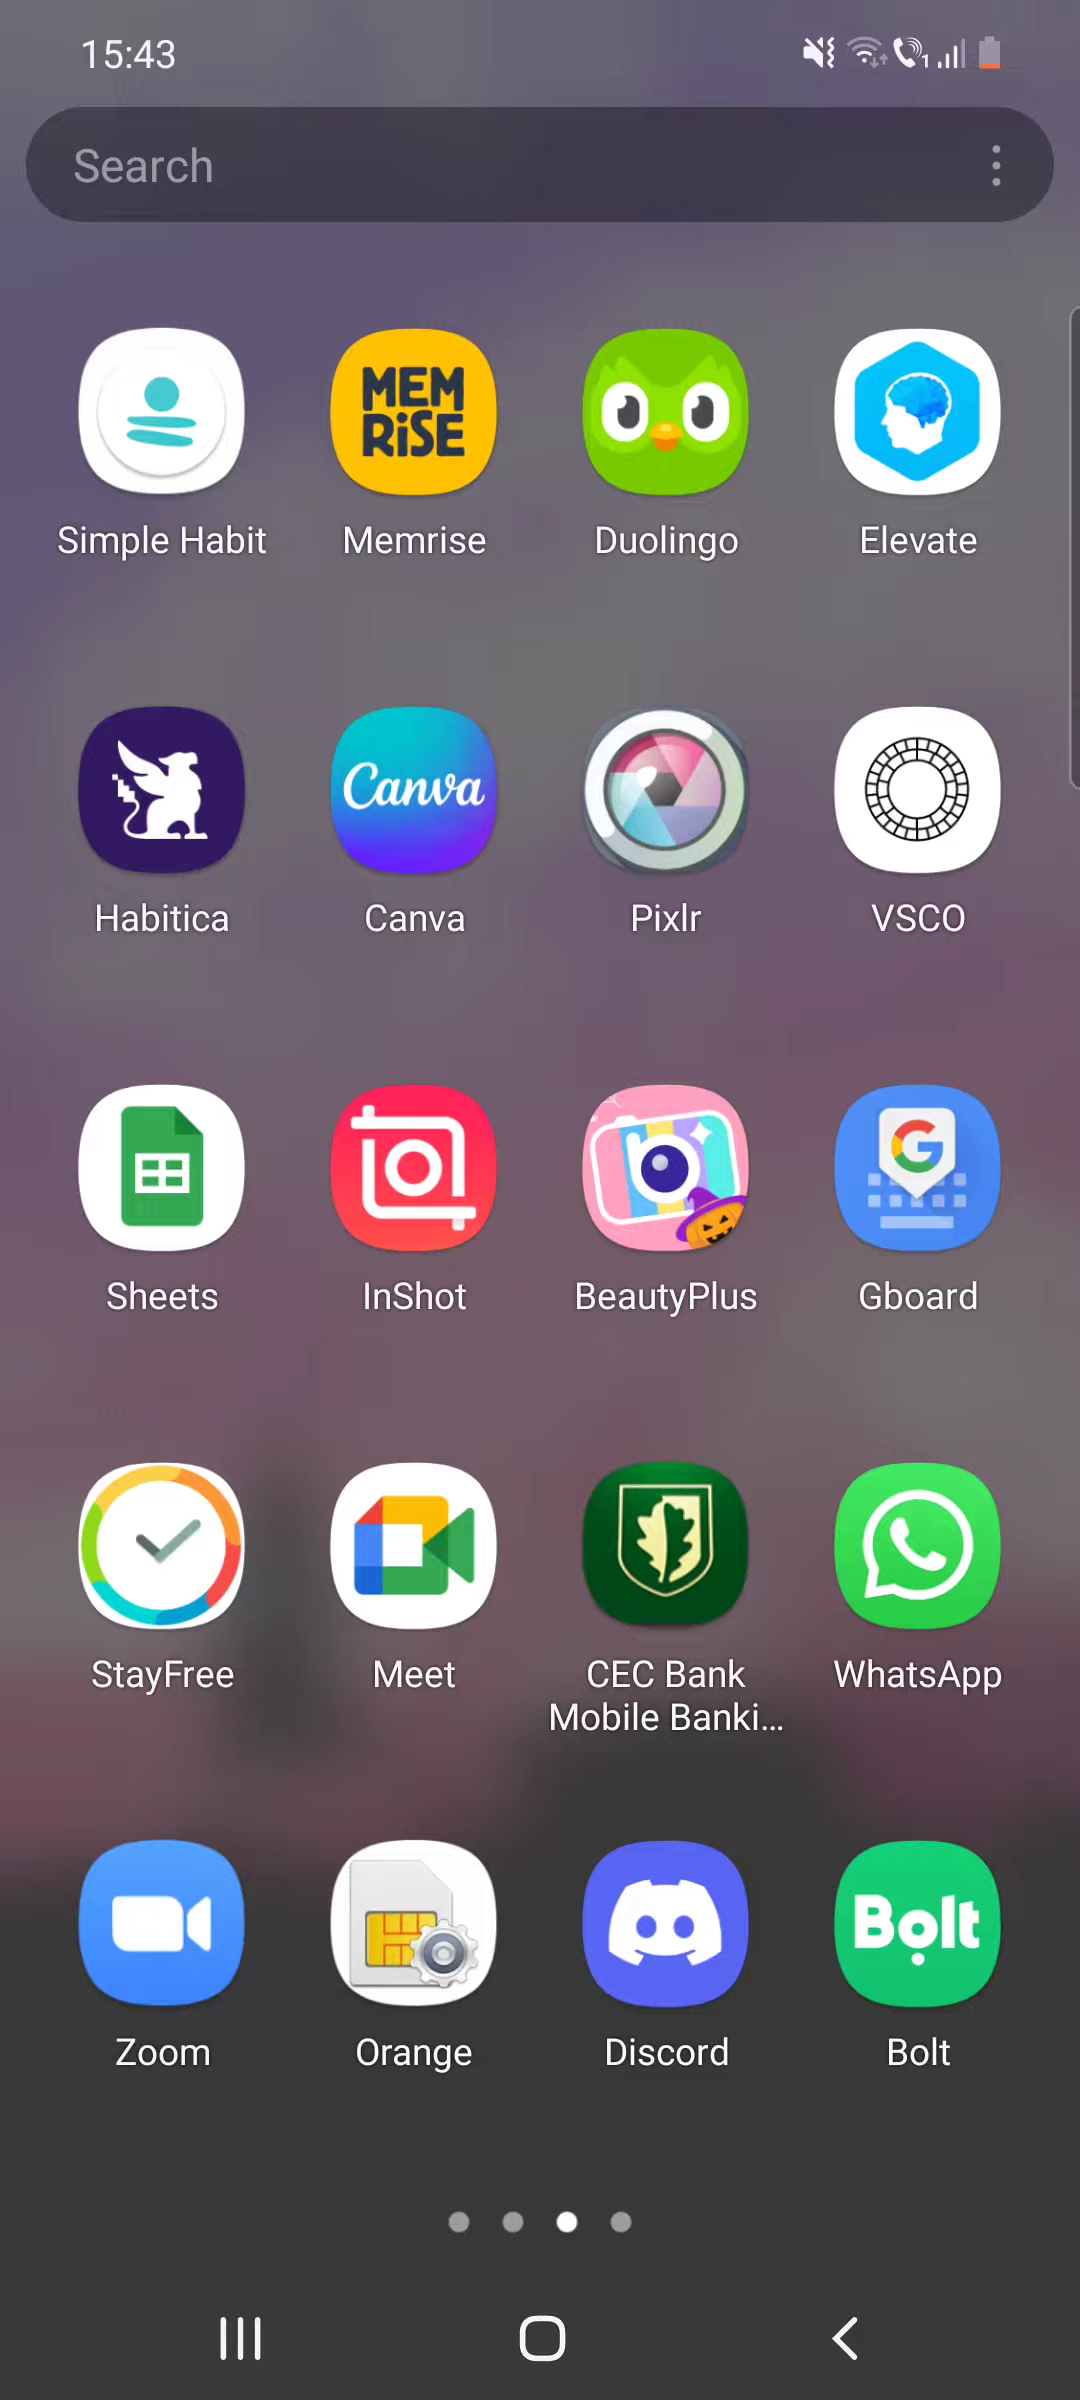 15:43
1
Search
MEM
RiSE
Simple Habit
Memrise
Duolingo
Elevate
Canva
Habitica
Canva
Pixlr
VSCO
G
Sheets
InShot
BeautyPlus
Gboard
StayFree
Meet
CEC Bank
Mobile Banki...
WhatsApp
Bolt
Zoom
Orange
Discord
Bolt